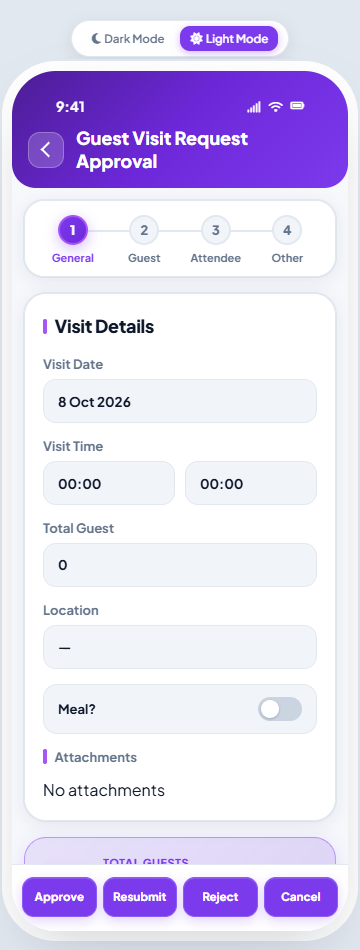 Dark Mode
Light Mode
9:41
Guest Visit Request
Approval
1
2
3
4
General
Guest
Attendee
Other
Visit Details
Visit Date
8 Oct 2026
Visit Time
00:00
00:00
Total Guest
0
Location
—
Meal?
Attachments
No attachments
TOTAL GUESTS
Approve
Resubmit
Reject
Cancel